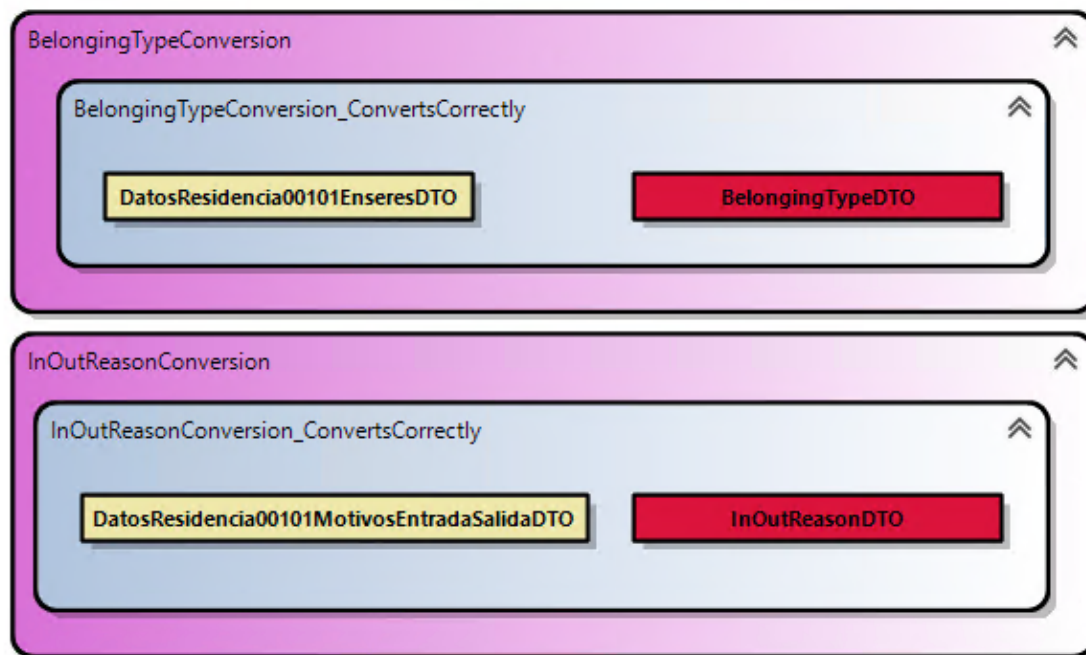 BelongingTypeConversion
BelongingTypeConversion_ConvertsCorrectly
DatosResidencia00101EnseresDTO
BelongingTypeDTO
InOutReasonConversion
InOutReasonConversion_ConvertsCorrectly
DatosResidencia00101MotivosEntradaSalidaDTO
InOutReasonDTO